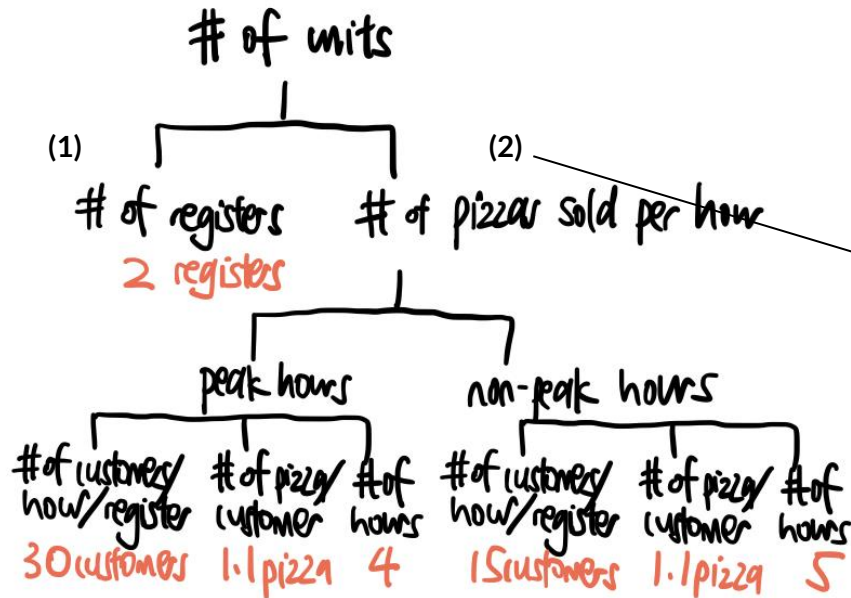 # of units
(1)
(2)
# of registers
# of pizzas sold per hour
2 registers
peak hours
non-peak hours
# of customers/
hour/register
# of pizza/
customer
# of
hours
# of customers/
hour/register
# of pizza/
customer
# of
hours
30 customers
1.1 pizza
4
15 customers
1.1 pizza
5